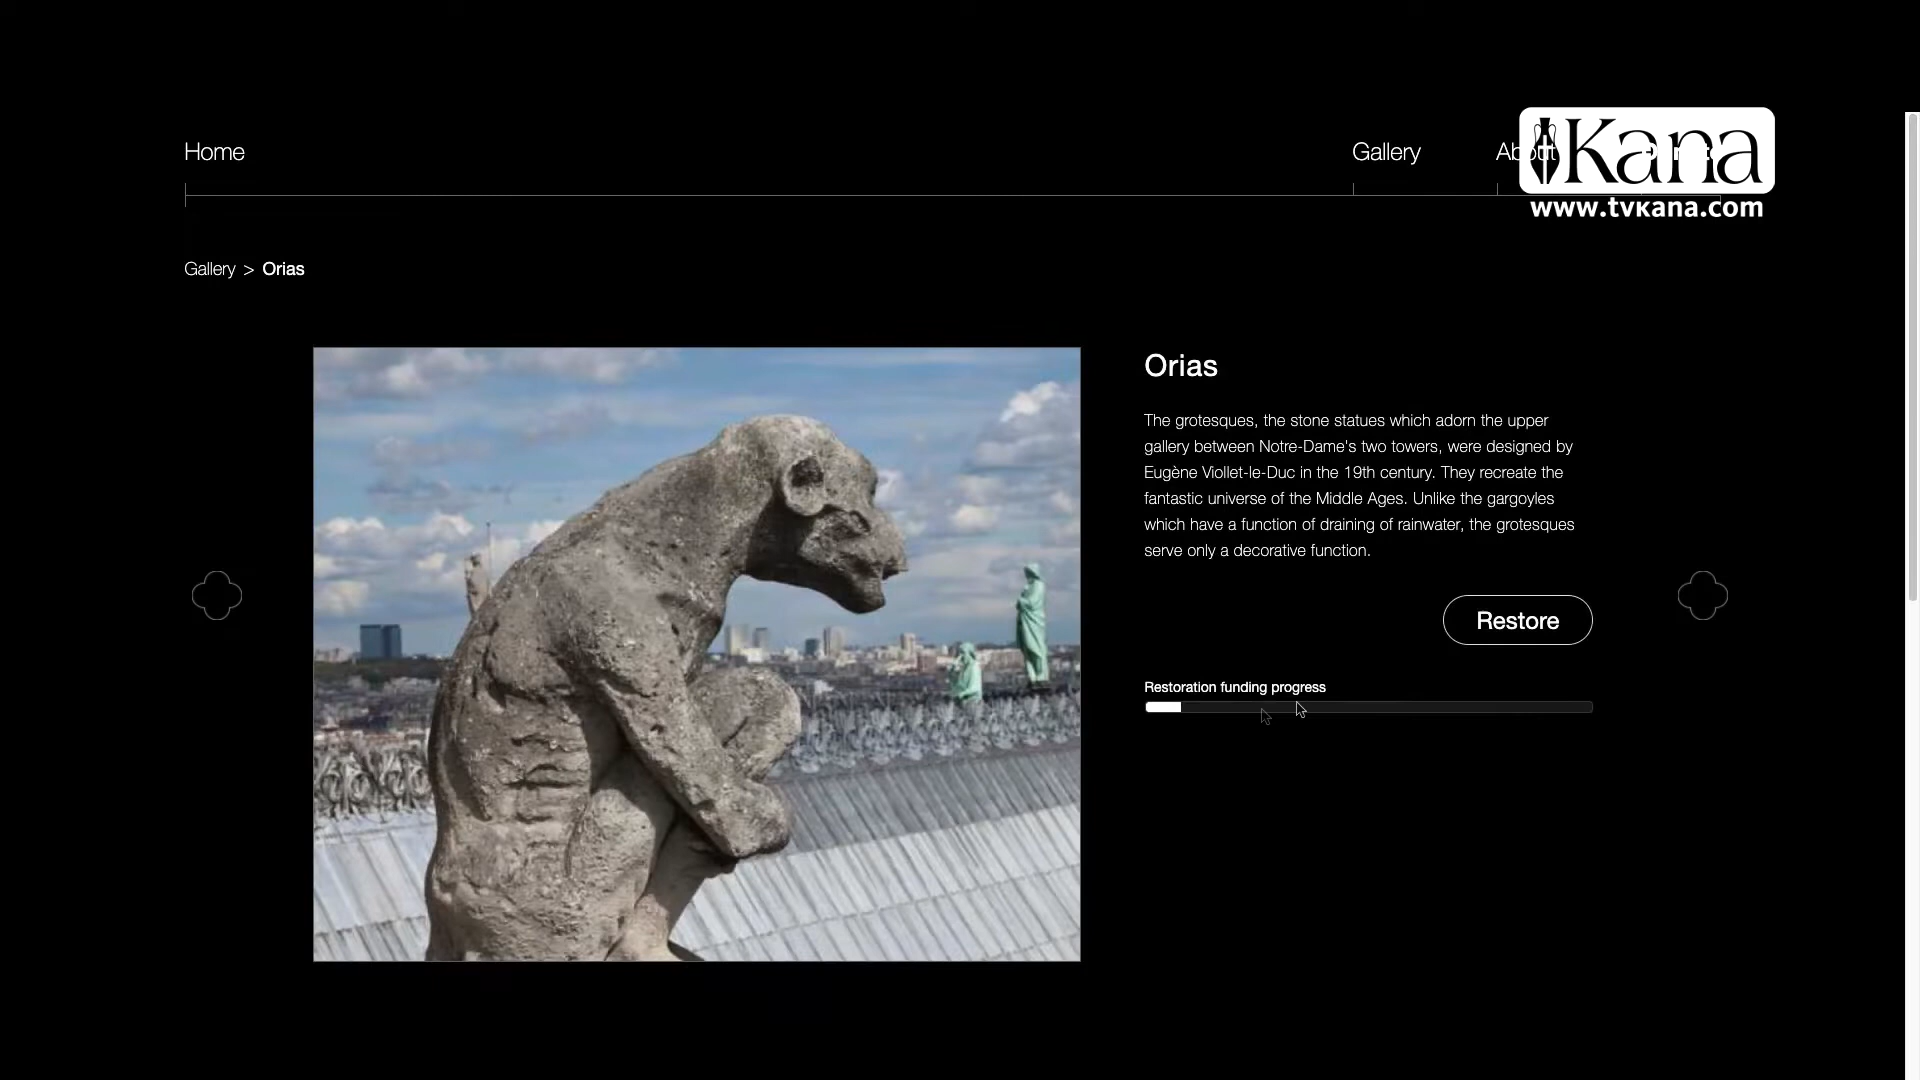 Home
Gallery
About
Kana
www.tvкana.com
Gallery > Orias
Orias
The grotesques, the stone statues which adorn the upper
gallery between Notre-Dame's two towers, were designed by
Eugène Viollet-le-Duc in the 19th century. They recreate the
fantastic universe of the Middle Ages. Unlike the gargoyles
which have a function of draining of rainwater, the grotesques
serve only a decorative function.
Restore
Restoration funding progress